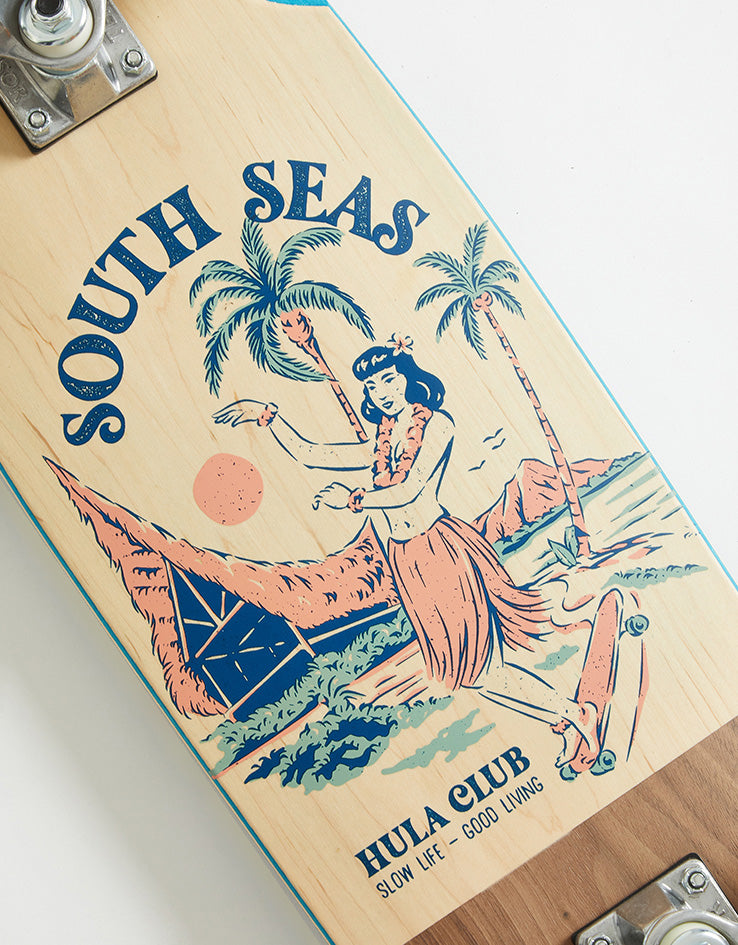 SOUTH SEAS
HULA CLUB
SLOW LIFE – GOOD LIVING